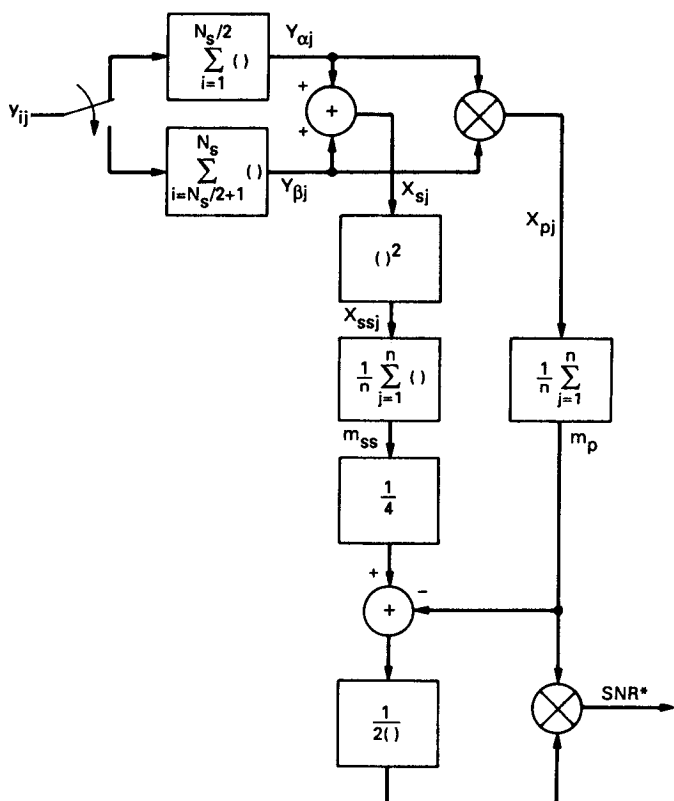 y_ij
N_s/2
∑ ()
i=1
Y_αj
N_s
∑ ()
i=N_s/2+1
Y_βj
+
+
+
X_sj
X_pj
()²
X_ssj
1/n ∑ ()
n
j=1
m_ss
1/n ∑
n
j=1
m_p
1/4
+
−
+
SNR*
1/2()